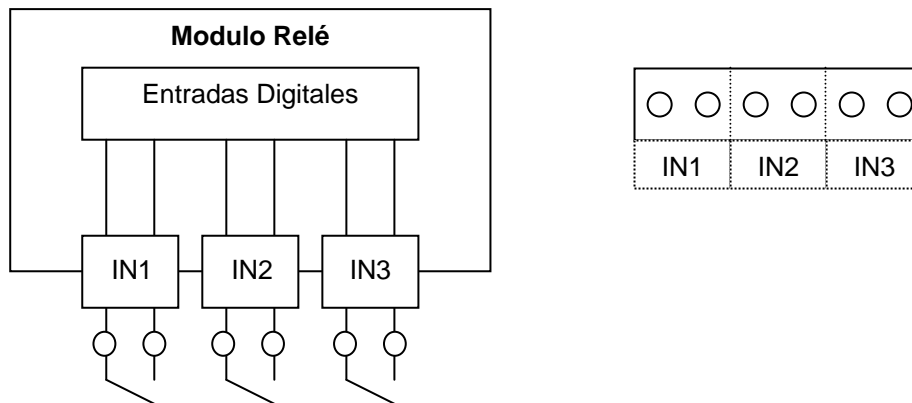 Modulo Relé
Entradas Digitales
IN1 IN2 IN3
IN1 IN2 IN3